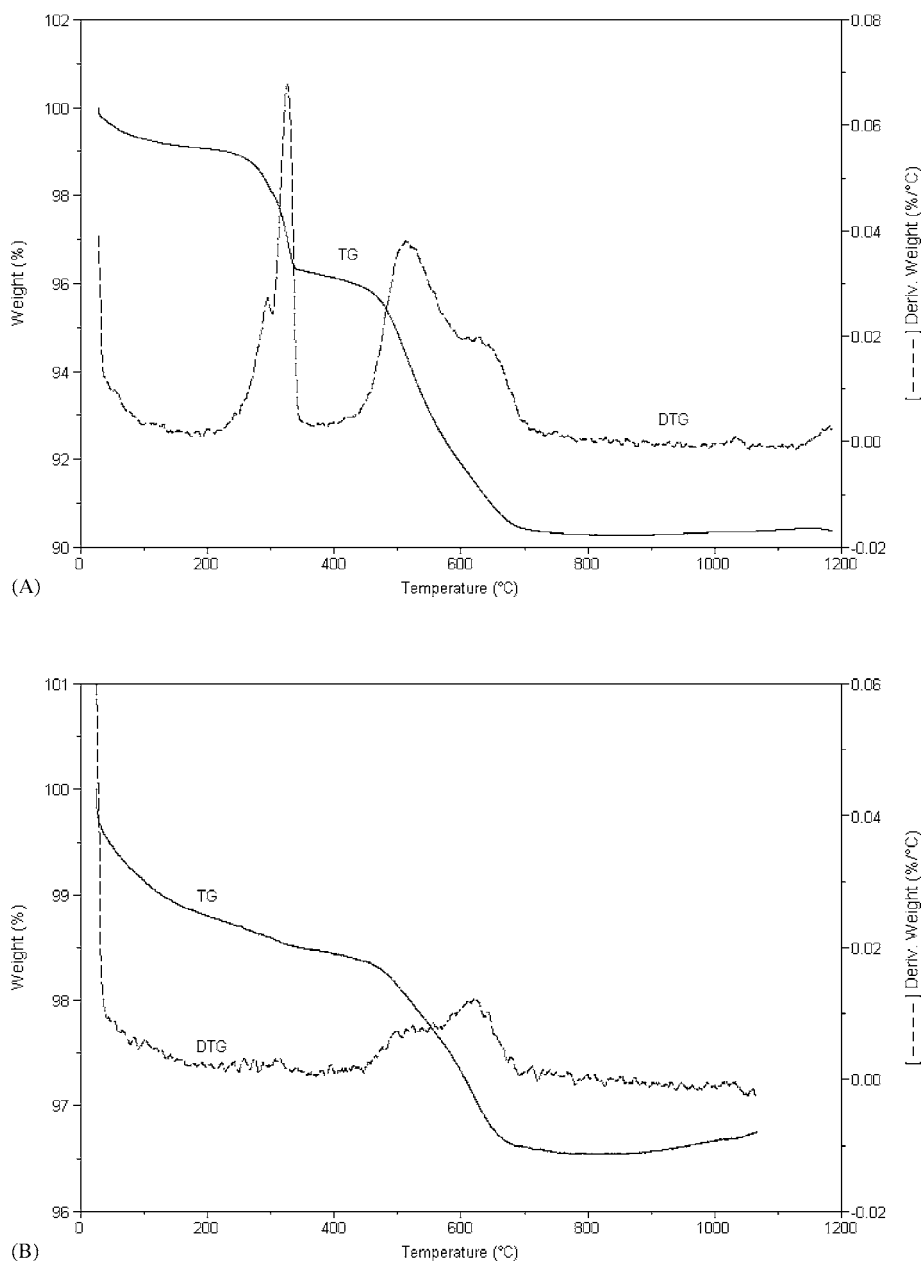 102
100
98
96
94
92
90
Weight (%)
TG
DTG
0.08
0.06
0.04
0.02
0.00
-0.02
[ – – – – ] Deriv. Weight (%/°C)
0 200 400 600 800 1000 1200
Temperature (°C)
(A)
101
100
99
98
97
96
Weight (%)
TG
DTG
0.06
0.04
0.02
0.00
-0.02
[ – – – – ] Deriv. Weight (%/°C)
0 200 400 600 800 1000 1200
Temperature (°C)
(B)